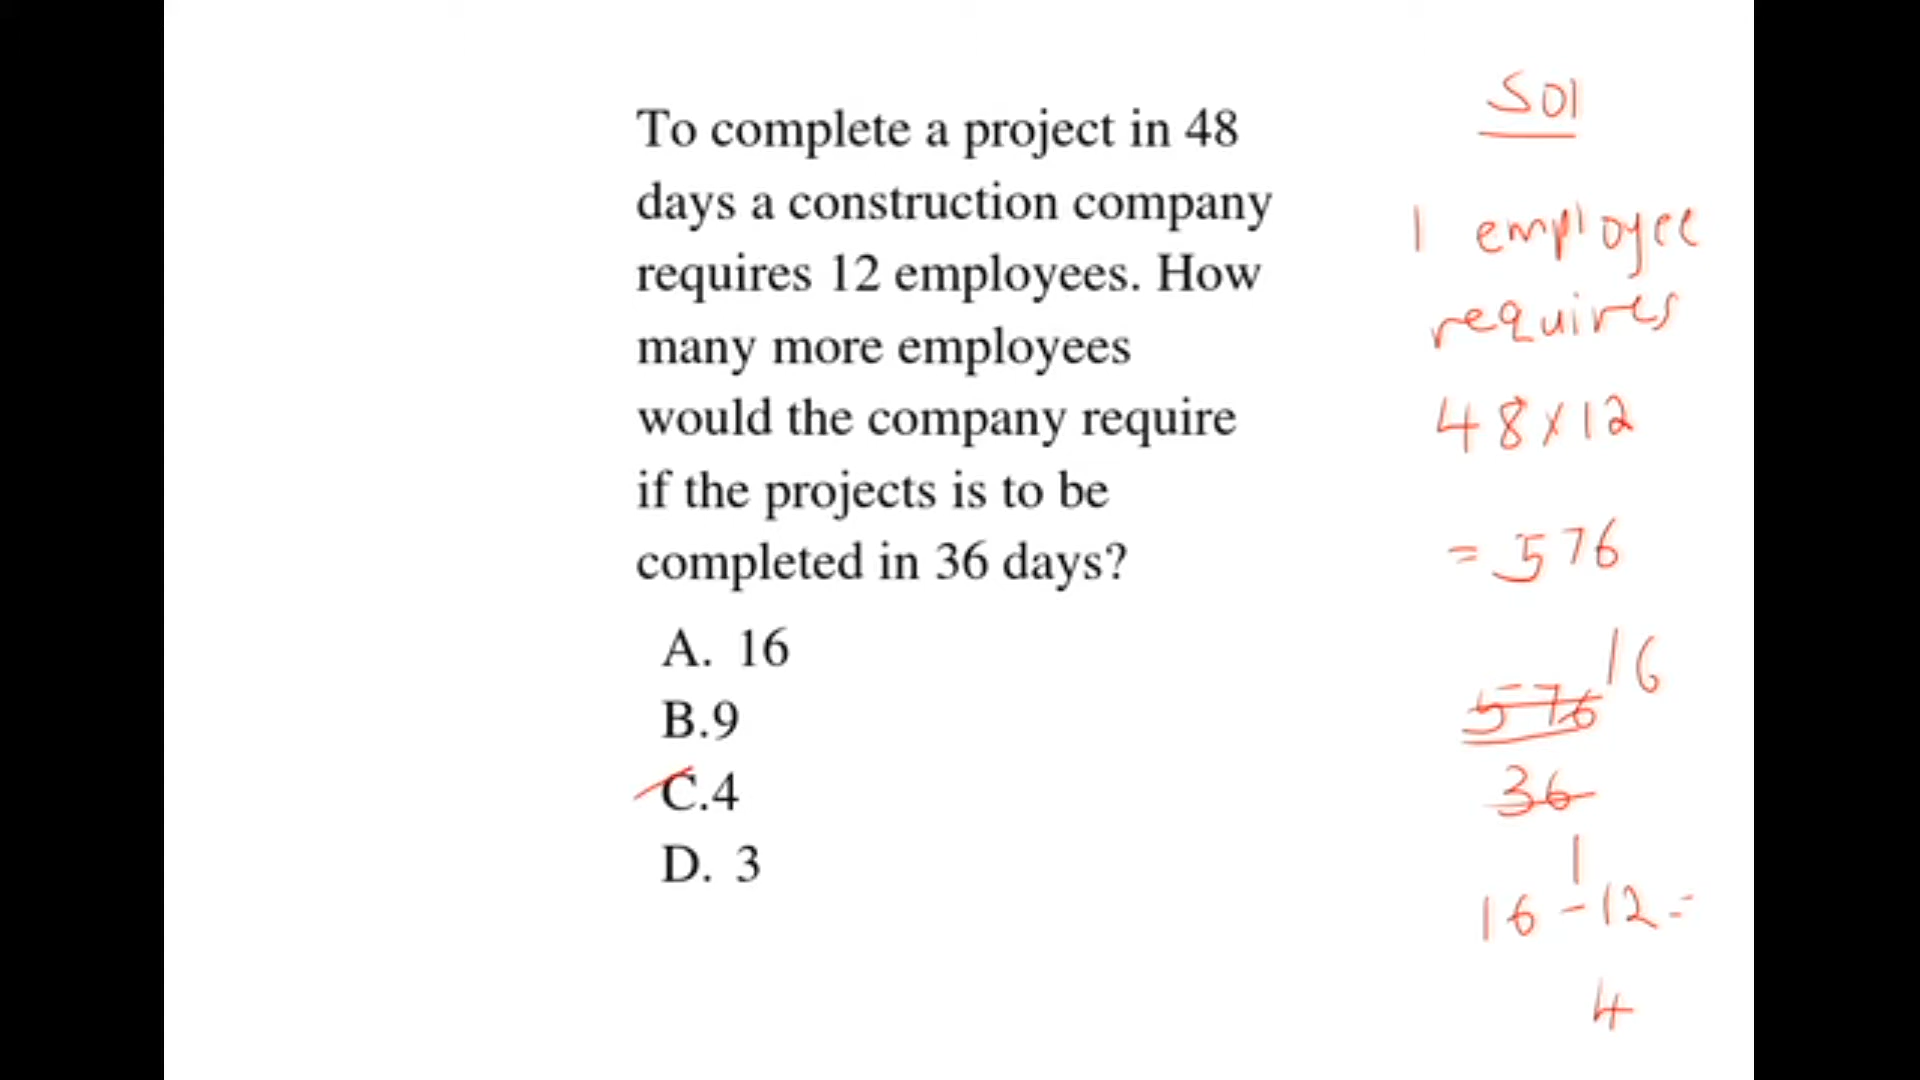 To complete a project in 48
days a construction company
requires 12 employees. How
many more employees
would the company require
if the projects is to be
completed in 36 days?
A. 16
B.9
C.4
D. 3
Sol
1 employee
requires
48x12
= 576
576 16
36
1
16 - 12 =
4